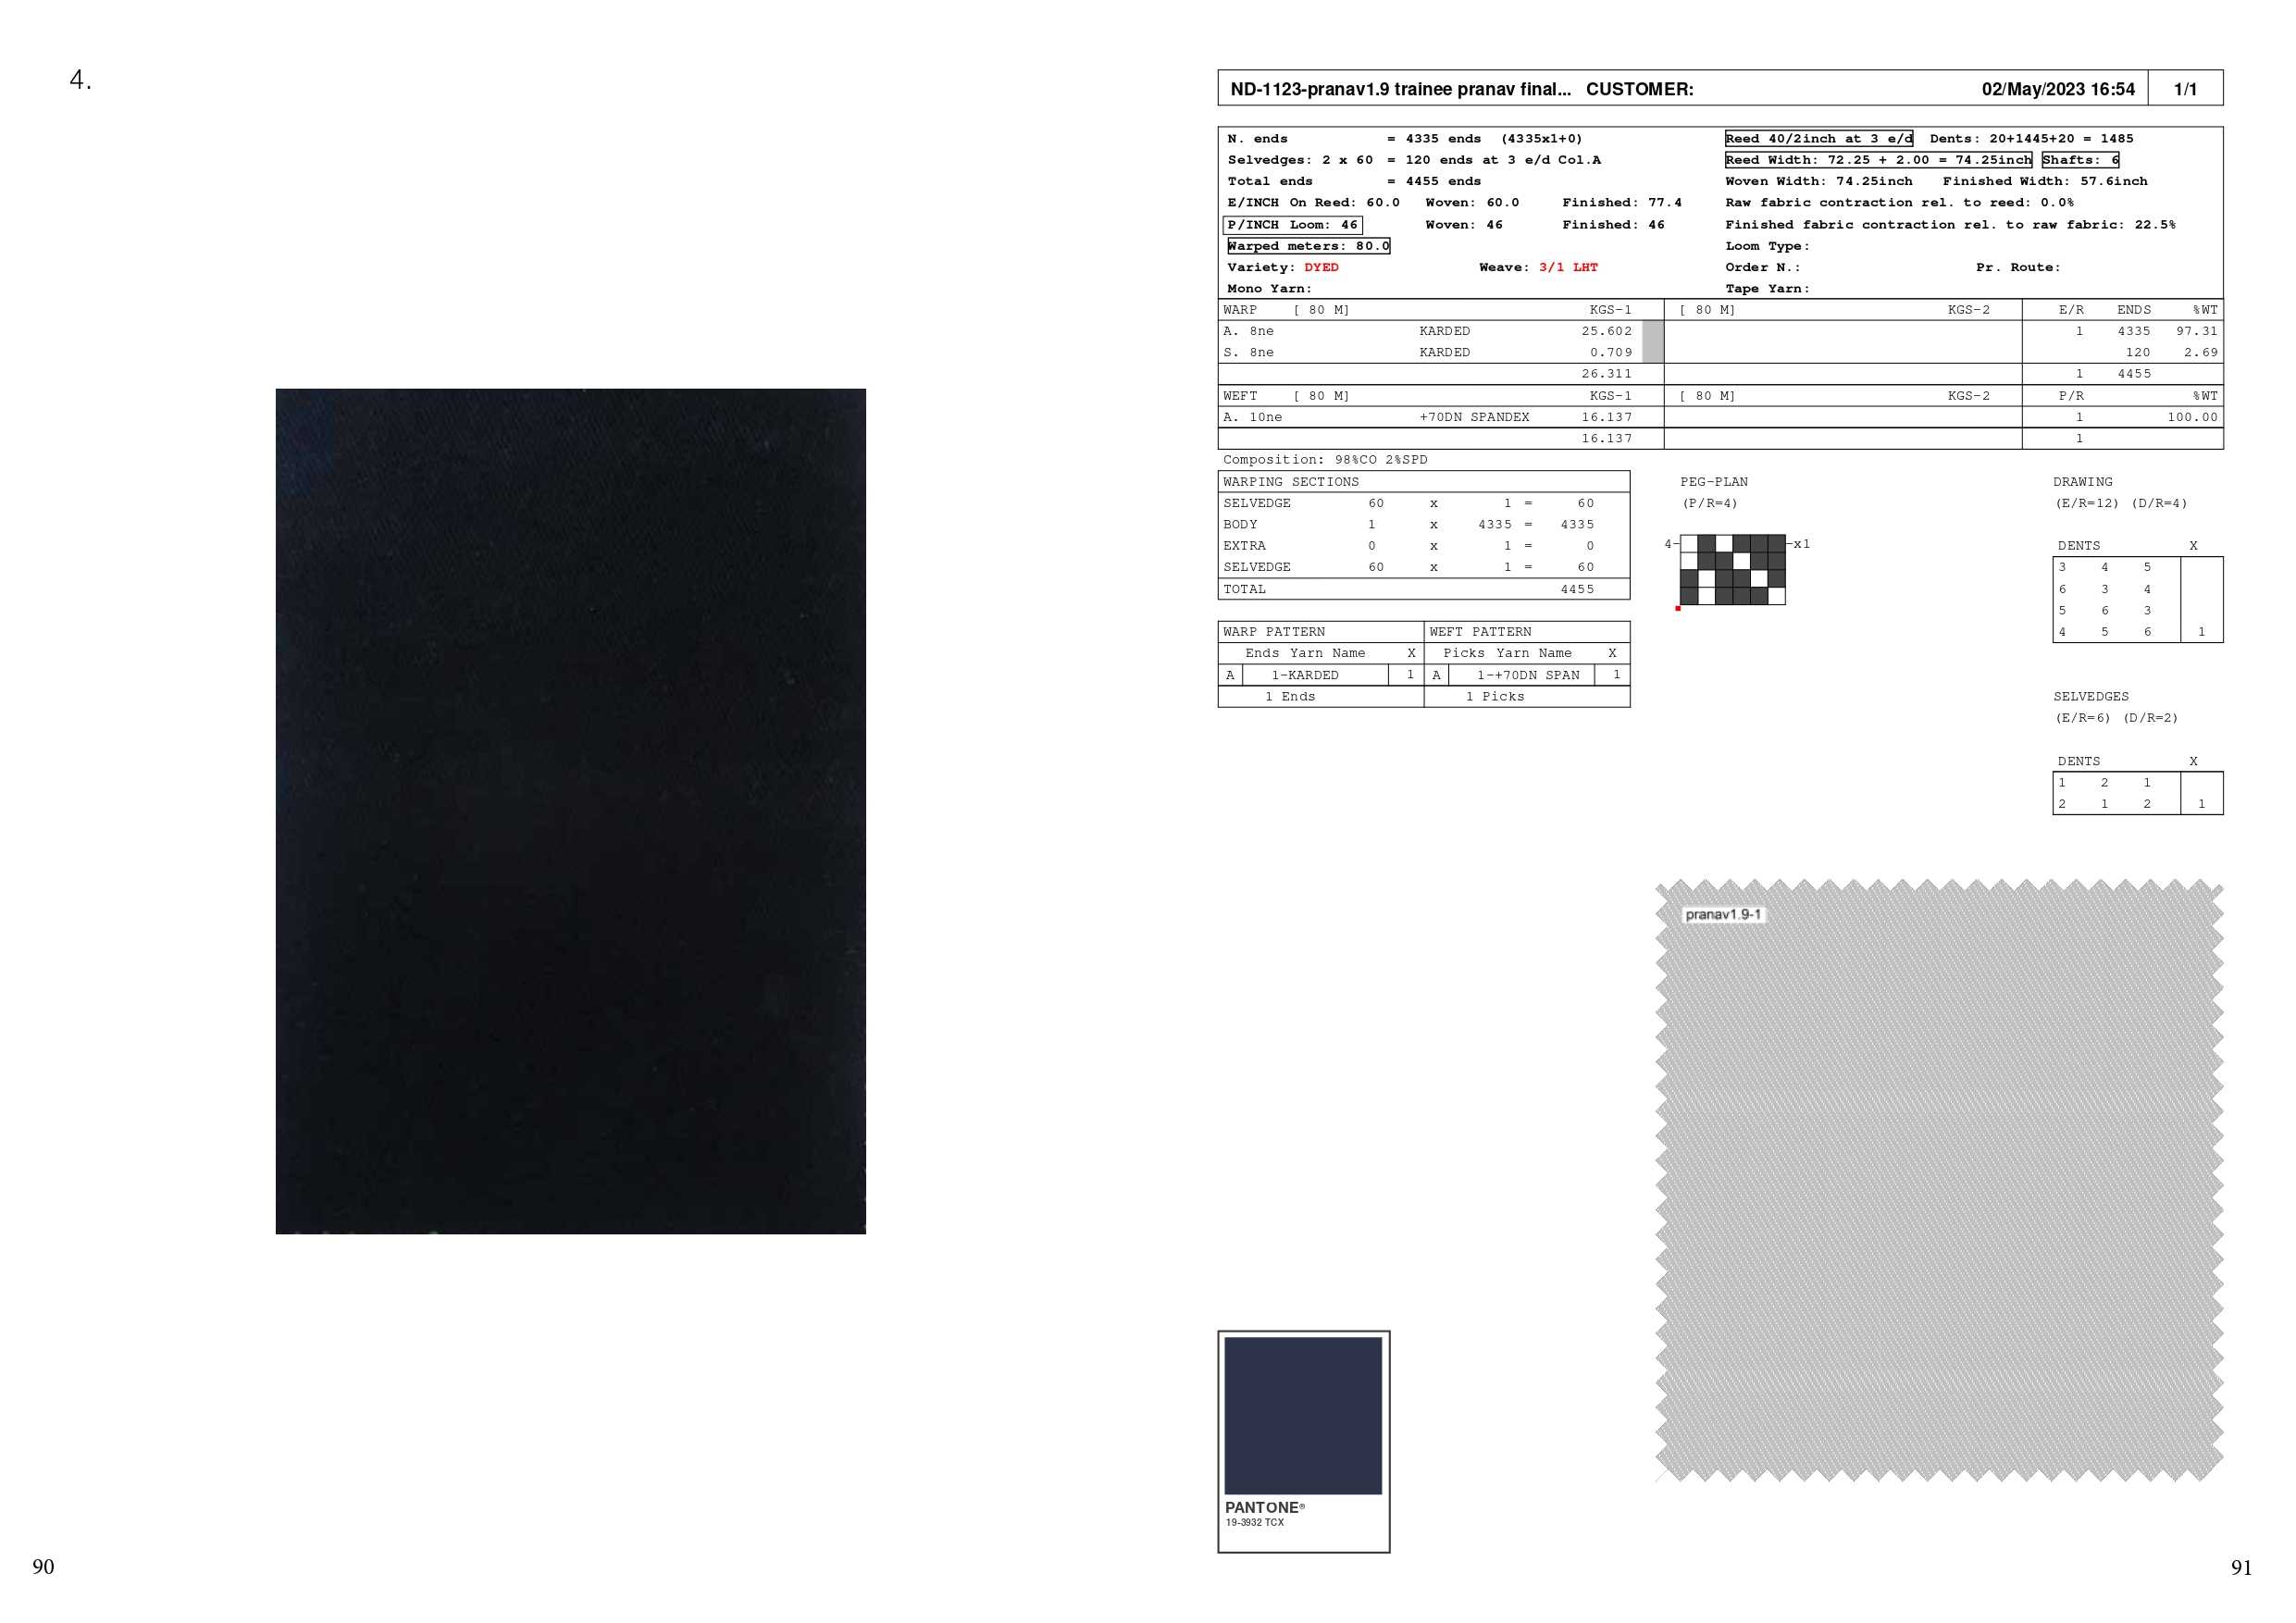 4.
ND-1123-pranav1.9 trainee pranav final... CUSTOMER: 02/May/2023 16:54 1/1
N. ends = 4335 ends (4335x1+0) Reed 40/2inch at 3 e/d Dents: 20+1445+20 = 1485
Selvedges: 2 x 60 = 120 ends at 3 e/d Col.A Reed Width: 72.25 + 2.00 = 74.25inch Shafts: 6
Total ends = 4455 ends Woven Width: 74.25inch Finished Width: 57.6inch
E/INCH On Reed: 60.0 Woven: 60.0 Finished: 77.4 Raw fabric contraction rel. to reed: 0.0%
P/INCH Loom: 46 Woven: 46 Finished: 46 Finished fabric contraction rel. to raw fabric: 22.5%
Warped meters: 80.0 Loom Type:
Variety: DYED Weave: 3/1 LHT Order N.: Pr. Route:
Mono Yarn: Tape Yarn:
WARP [ 80 M] KGS-1 [ 80 M] KGS-2 E/R ENDS %WT
A. 8ne KARDED 25.602 1 4335 97.31
S. 8ne KARDED 0.709 120 2.69
26.311 1 4455
WEFT [ 80 M] KGS-1 [ 80 M] KGS-2 P/R %WT
A. 10ne +70DN SPANDEX 16.137 1 100.00
16.137 1
Composition: 98%CO 2%SPD
WARPING SECTIONS
SELVEDGE 60 x 1 = 60
BODY 1 x 4335 = 4335
EXTRA 0 x 1 = 0
SELVEDGE 60 x 1 = 60
TOTAL 4455
WARP PATTERN WEFT PATTERN
Ends Yarn Name X Picks Yarn Name X
A 1-KARDED 1 A 1-+70DN SPAN 1
1 Ends 1 Picks
PEG-PLAN
(P/R=4)
4- -x1
DRAWING
(E/R=12) (D/R=4)
DENTS X
3 4 5
6 3 4
5 6 3
4 5 6 1
SELVEDGES
(E/R=6) (D/R=2)
DENTS X
1 2 1
2 1 2 1
pranav1.9-1
PANTONE®
19-3932 TCX
90
91